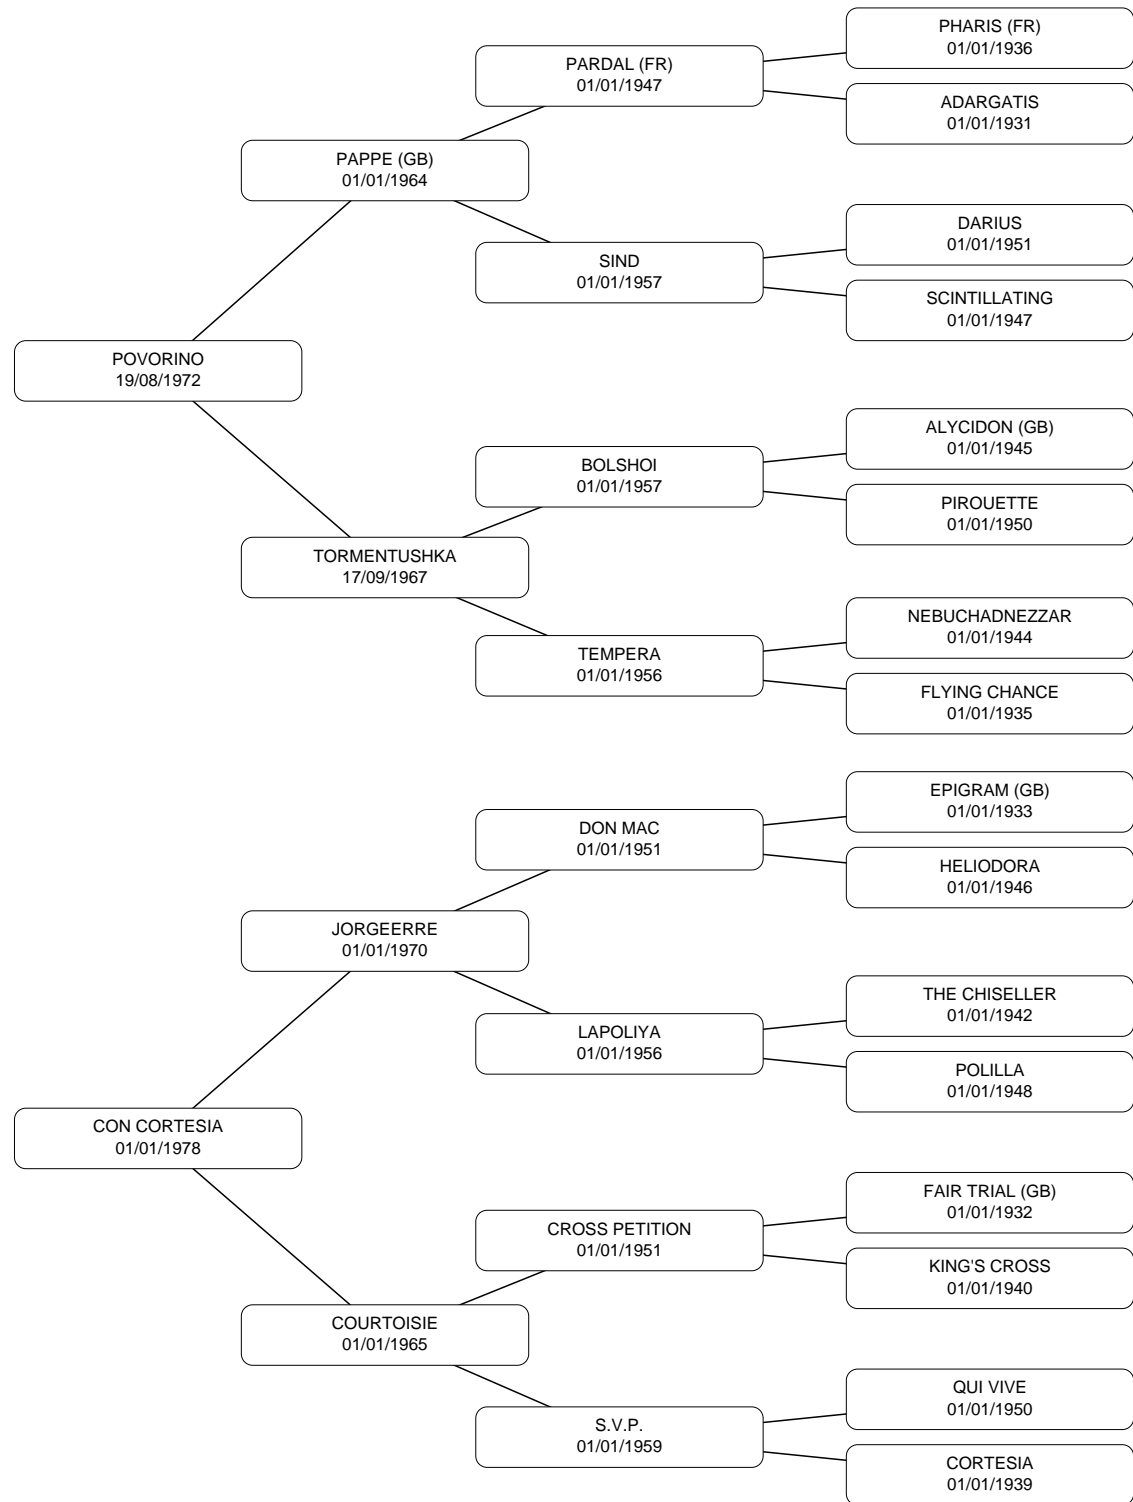 PHARIS (FR)
01/01/1936
PARDAL (FR)
01/01/1947
ADARGATIS
01/01/1931
PAPPE (GB)
01/01/1964
DARIUS
01/01/1951
SIND
01/01/1957
SCINTILLATING
01/01/1947
POVORINO
19/08/1972
ALYCIDON (GB)
01/01/1945
BOLSHOI
01/01/1957
PIROUETTE
01/01/1950
TORMENTUSHKA
17/09/1967
NEBUCHADNEZZAR
01/01/1944
TEMPERA
01/01/1956
FLYING CHANCE
01/01/1935
EPIGRAM (GB)
01/01/1933
DON MAC
01/01/1951
HELIODORA
01/01/1946
JORGEERRE
01/01/1970
THE CHISELLER
01/01/1942
LAPOLIYA
01/01/1956
POLILLA
01/01/1948
CON CORTESIA
01/01/1978
FAIR TRIAL (GB)
01/01/1932
CROSS PETITION
01/01/1951
KING'S CROSS
01/01/1940
COURTOISIE
01/01/1965
QUI VIVE
01/01/1950
S.V.P.
01/01/1959
CORTESIA
01/01/1939